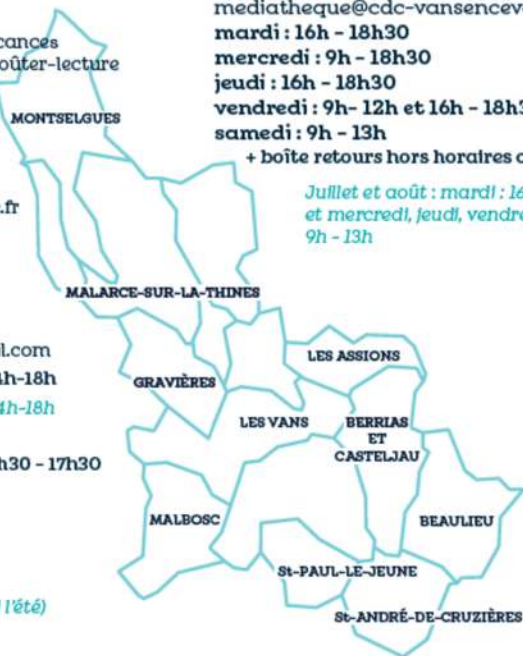 mediatheque@cdc-vansencev
mardi : 16h - 18h30
mercredi : 9h - 18h30
jeudi : 16h - 18h30
vendredi : 9h- 12h et 16h - 18h3
samedi : 9h - 13h
+ boîte retours hors horaires
Juillet et août : mardi : 16
et mercredi, jeudi, vendre
9h - 13h
cances
oûter-lecture
MONTSELGUES
.fr
MALARCE-SUR-LA-THINES
l.com
4h-18h
4h-18h
h30 - 17h30
GRAVIÈRES
LES ASSIONS
LES VANS
BERRIAS
ET
CASTELJAU
MALBOSC
BEAULIEU
St-PAUL-LE-JEUNE
St-ANDRÉ-DE-CRUZIÈRES
l'été)